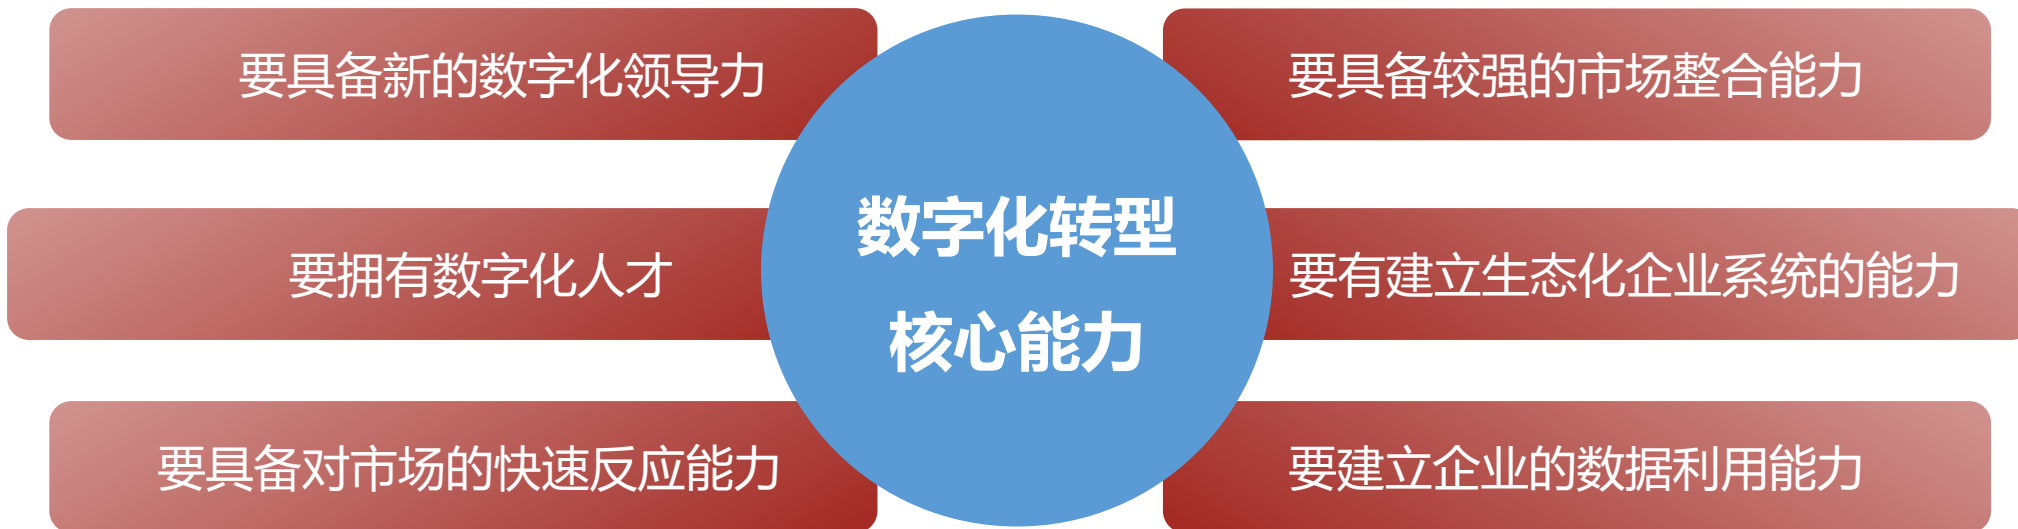 要具备新的数字化领导力
要拥有数字化人才
要具备对市场的快速反应能力
数字化转型
核心能力
要具备较强的市场整合能力
要有建立生态化企业系统的能力
要建立企业的数据利用能力